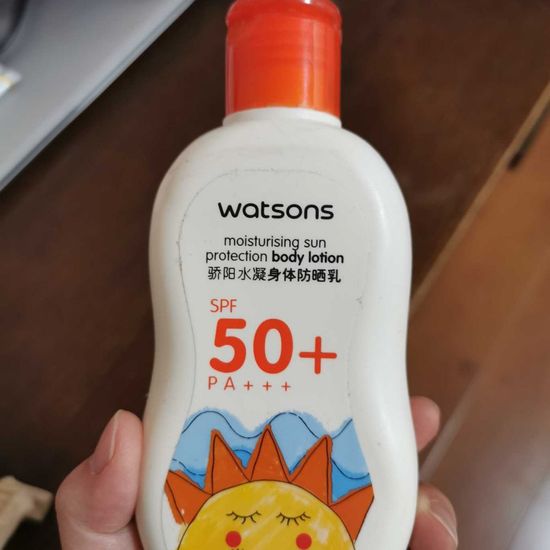 watsons
moisturising sun
protection body lotion
骄阳水凝身体防晒乳
SPF
50+
PA+++